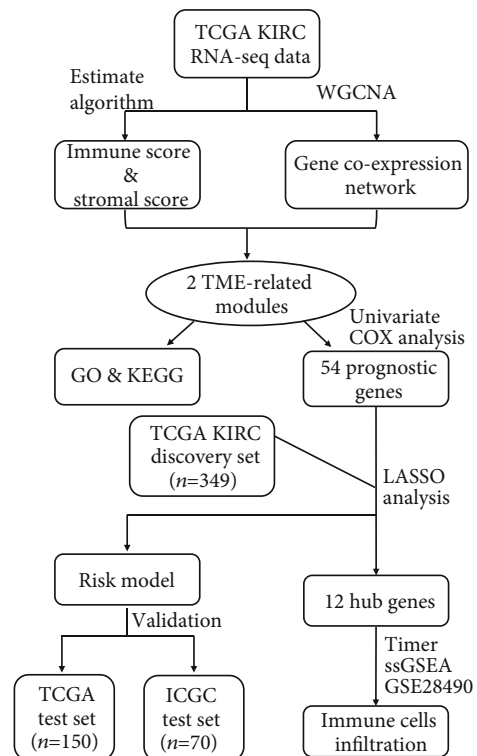 TCGA KIRC
RNA-seq data
Estimate
algorithm
WGCNA
Immune score
&
stromal score
Gene co-expression
network
2 TME-related
modules
Univariate
COX analysis
GO & KEGG
54 prognostic
genes
TCGA KIRC
discovery set
(n=349)
LASSO
analysis
Risk model
12 hub genes
Validation
Timer
ssGSEA
GSE28490
TCGA
test set
(n=150)
ICGC
test set
(n=70)
Immune cells
infiltration